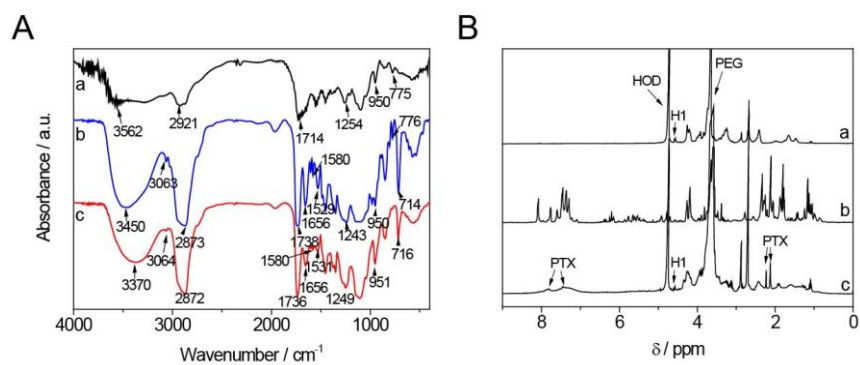 A
B
a
3562
2921
1714
1254
950
775
b
3063
3450
2873
1738
1656
1580
1529
1243
950
776
714
c
3064
3370
2872
1580
1736
1656
1531
1249
951
716
Absorbance / a.u.
4000
3000
2000
1000
Wavenumber / cm⁻¹
HOD
PEG
H1
a
b
PTX
H1
PTX
c
8
6
4
2
0
δ / ppm